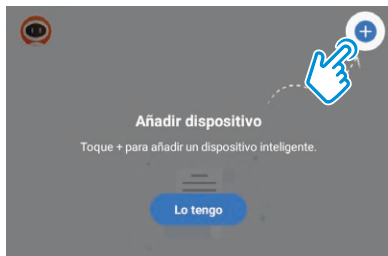 Añadir dispositivo
Toque + para añadir un dispositivo inteligente.
Lo tengo